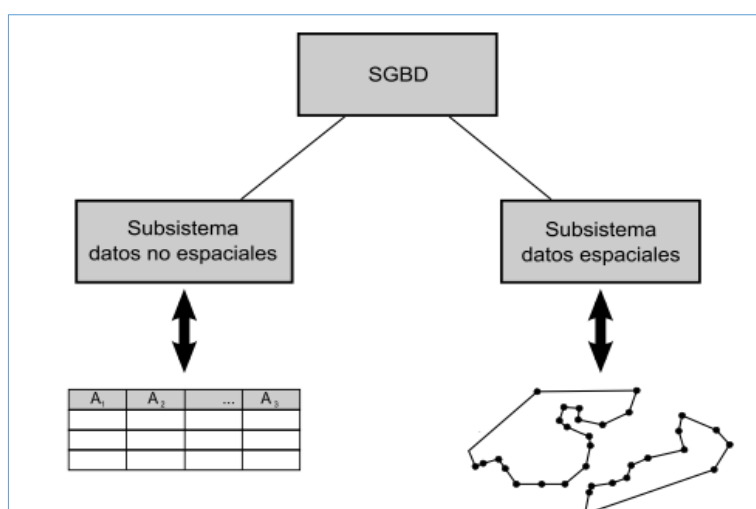 SGBD
Subsistema
datos no espaciales
Subsistema
datos espaciales
A₁ A₂ ... A₃